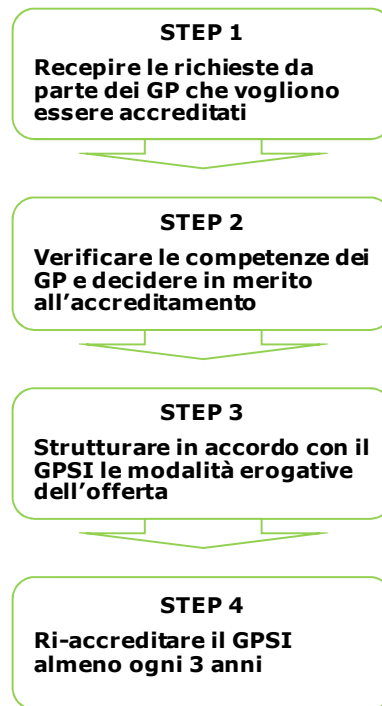 STEP 1
Recepire le richieste da
parte dei GP che vogliono
essere accreditati
STEP 2
Verificare le competenze dei
GP e decidere in merito
all'accreditamento
STEP 3
Strutturare in accordo con il
GPSI le modalità erogative
dell'offerta
STEP 4
Ri-accreditare il GPSI
almeno ogni 3 anni